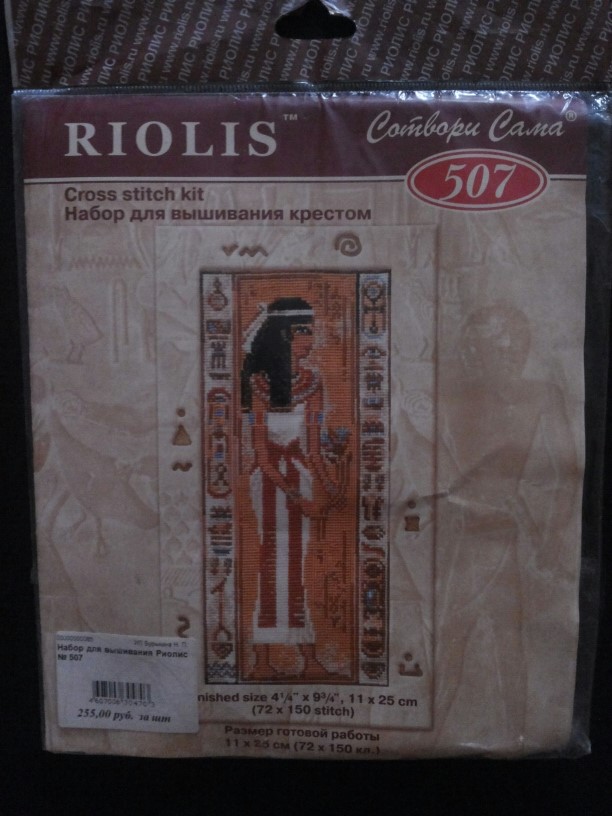 RIOLIS™
Сотвори Сама®
507
Cross stitch kit
Набор для вышивания крестом
Набор для вышивания Риолис
№ 507
255,00 руб. за шт
nished size 4¼" x 9¾", 11 x 25 cm
(72 x 150 stitch)
Размер готовой работы
11 x 25 см (72 x 150 кл.)